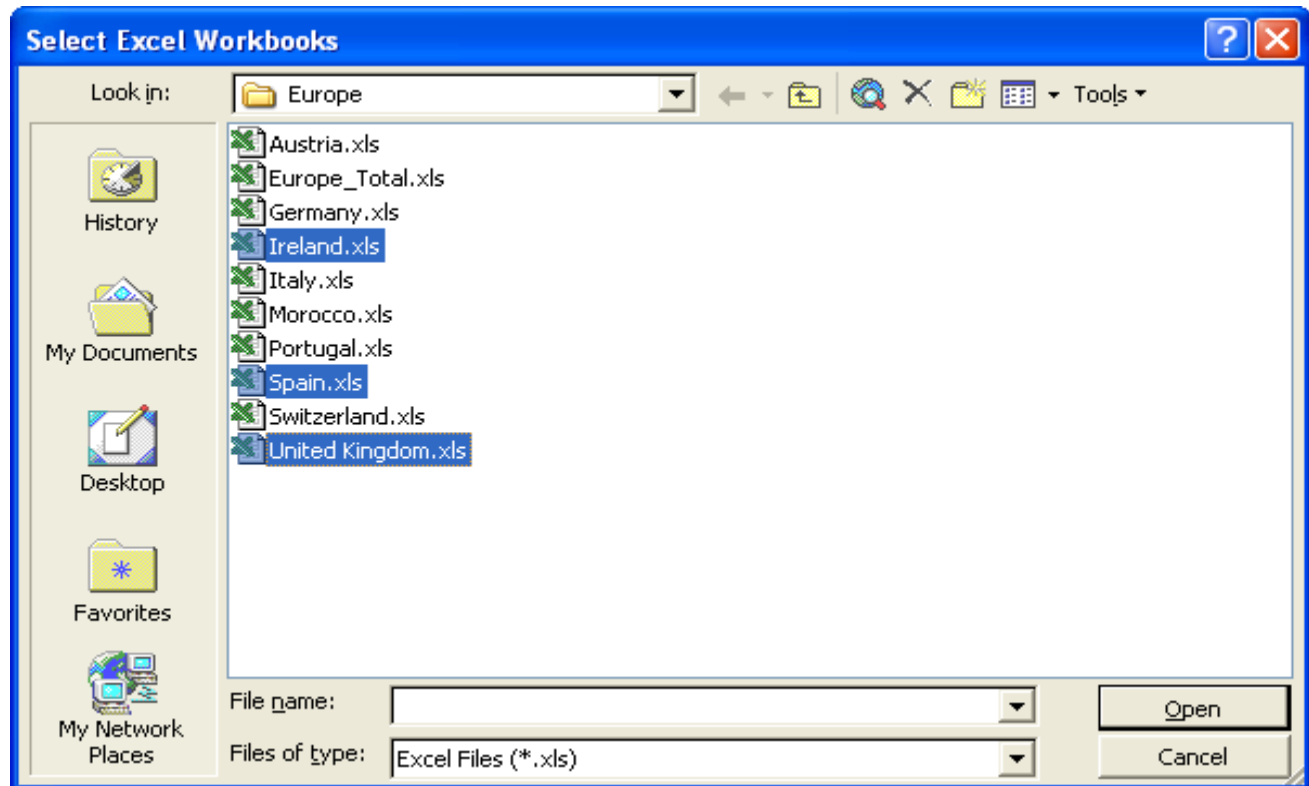 Select Excel Workbooks
Look in:
Europe
Tools
History
My Documents
Desktop
Favorites
My Network
Places
Austria.xls
Europe_Total.xls
Germany.xls
Ireland.xls
Italy.xls
Morocco.xls
Portugal.xls
Spain.xls
Switzerland.xls
United Kingdom.xls
File name:
Open
Files of type:
Excel Files (*.xls)
Cancel